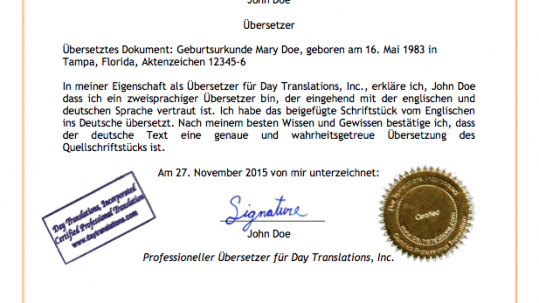 John Doe
Übersetzer
Übersetztes Dokument: Geburtsurkunde Mary Doe, geboren am 16. Mai 1983 in
Tampa, Florida, Aktenzeichen 12345-6
In meiner Eigenschaft als Übersetzer für Day Translations, Inc., erkläre ich, John Doe
dass ich ein zweisprachiger Übersetzer bin, der eingehend mit der englischen und
deutschen Sprache vertraut ist. Ich habe das beigefügte Schriftstück vom Englischen
ins Deutsche übersetzt. Nach meinem besten Wissen und Gewissen bestätige ich, dass
der deutsche Text eine genaue und wahrheitsgetreue Übersetzung des
Quellschriftstücks ist.
Am 27. November 2015 von mir unterzeichnet:
Day Translations, Incorporated
Certified Professional Translation
www.daytranslations.com
Signature
Certified
John Doe
Professioneller Übersetzer für Day Translations, Inc.